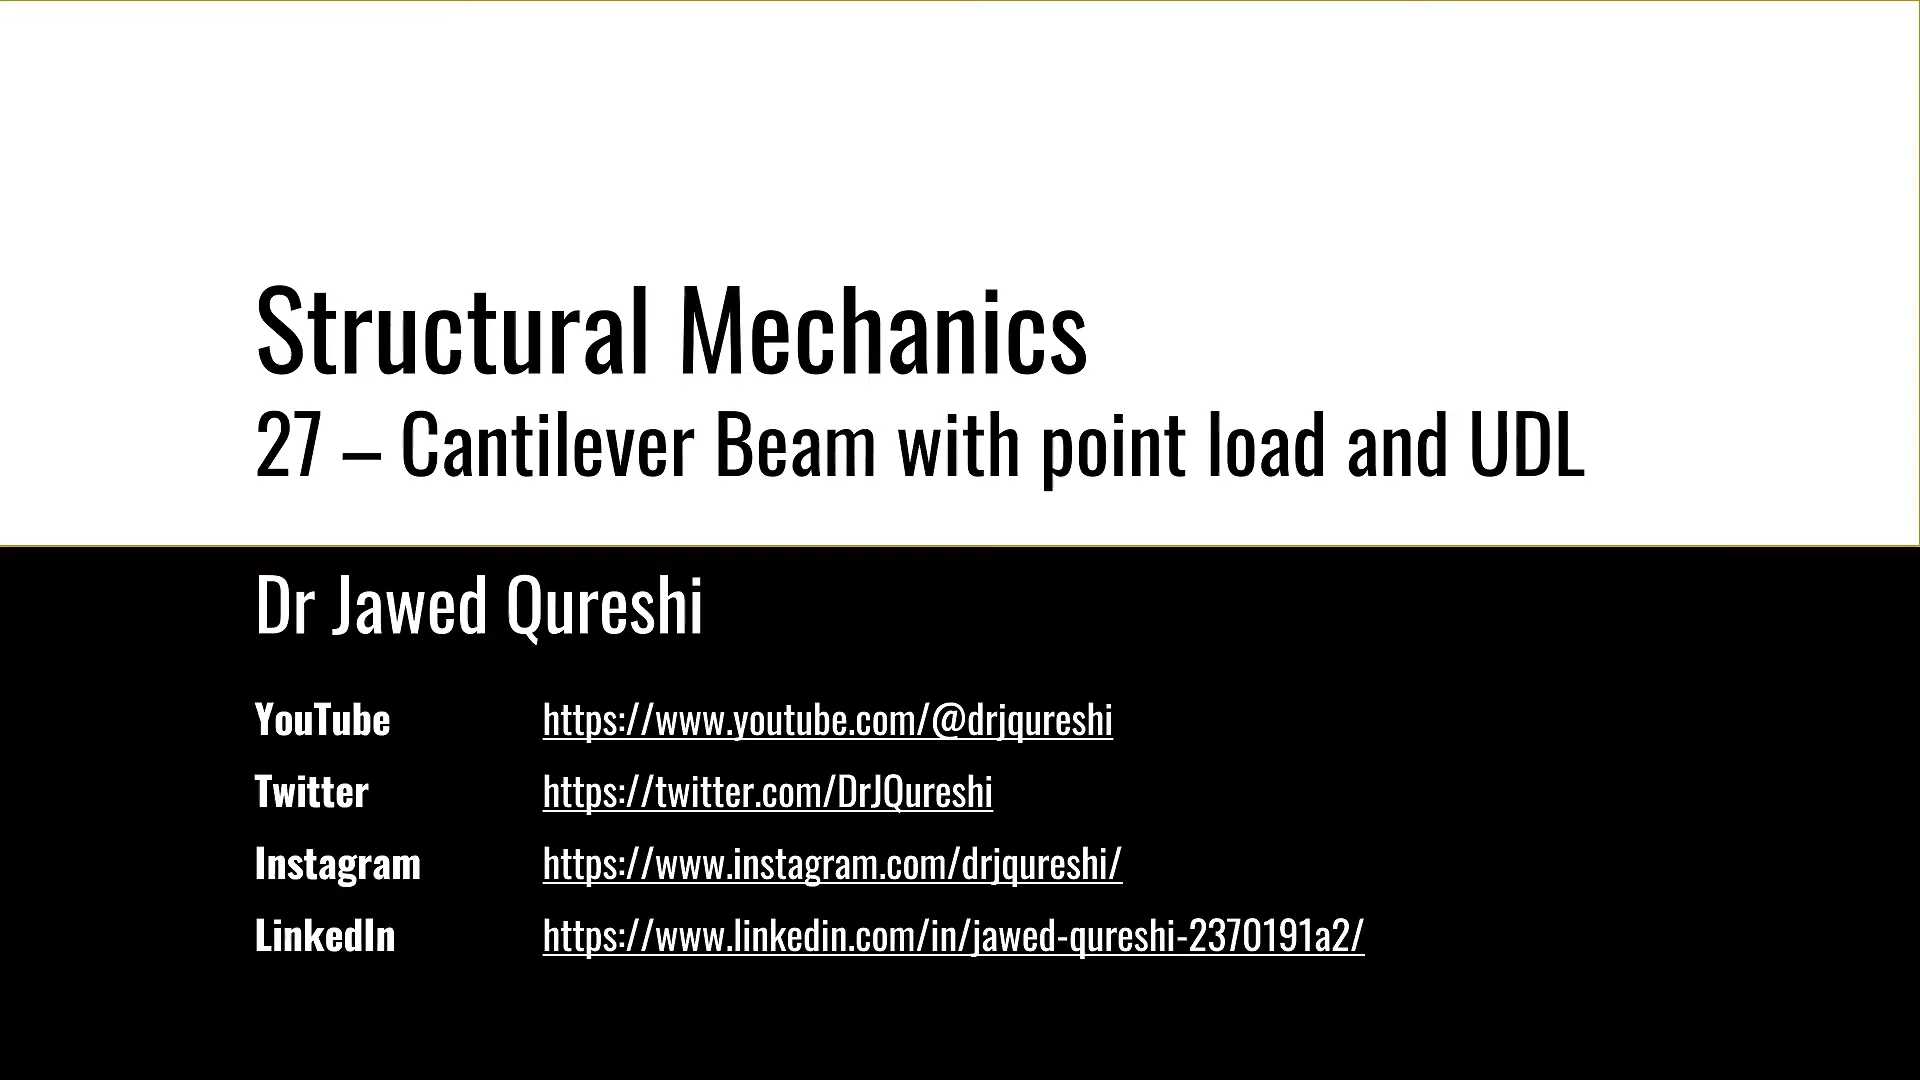 Structural Mechanics
27 – Cantilever Beam with point load and UDL
Dr Jawed Qureshi
YouTube https://www.youtube.com/@drjqureshi
Twitter https://twitter.com/DrJQureshi
Instagram https://www.instagram.com/drjqureshi/
LinkedIn https://www.linkedin.com/in/jawed-qureshi-2370191a2/